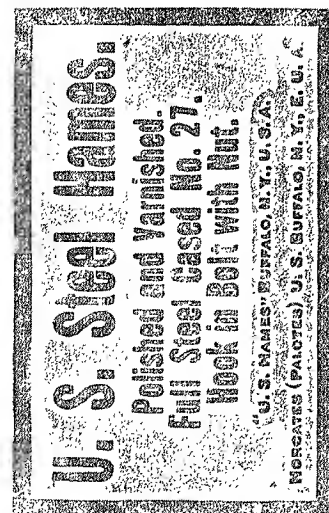 U. S. Steel Hames.
Polished and Varnished.
Full Steel Cased No. 27.
Hook in Bolt with Nut.
"U. S. HAMES" BUFFALO, N. Y., U. S. A.
HORCATES (PALOTES) U. S. BUFFALO, N. Y., E. U. A.